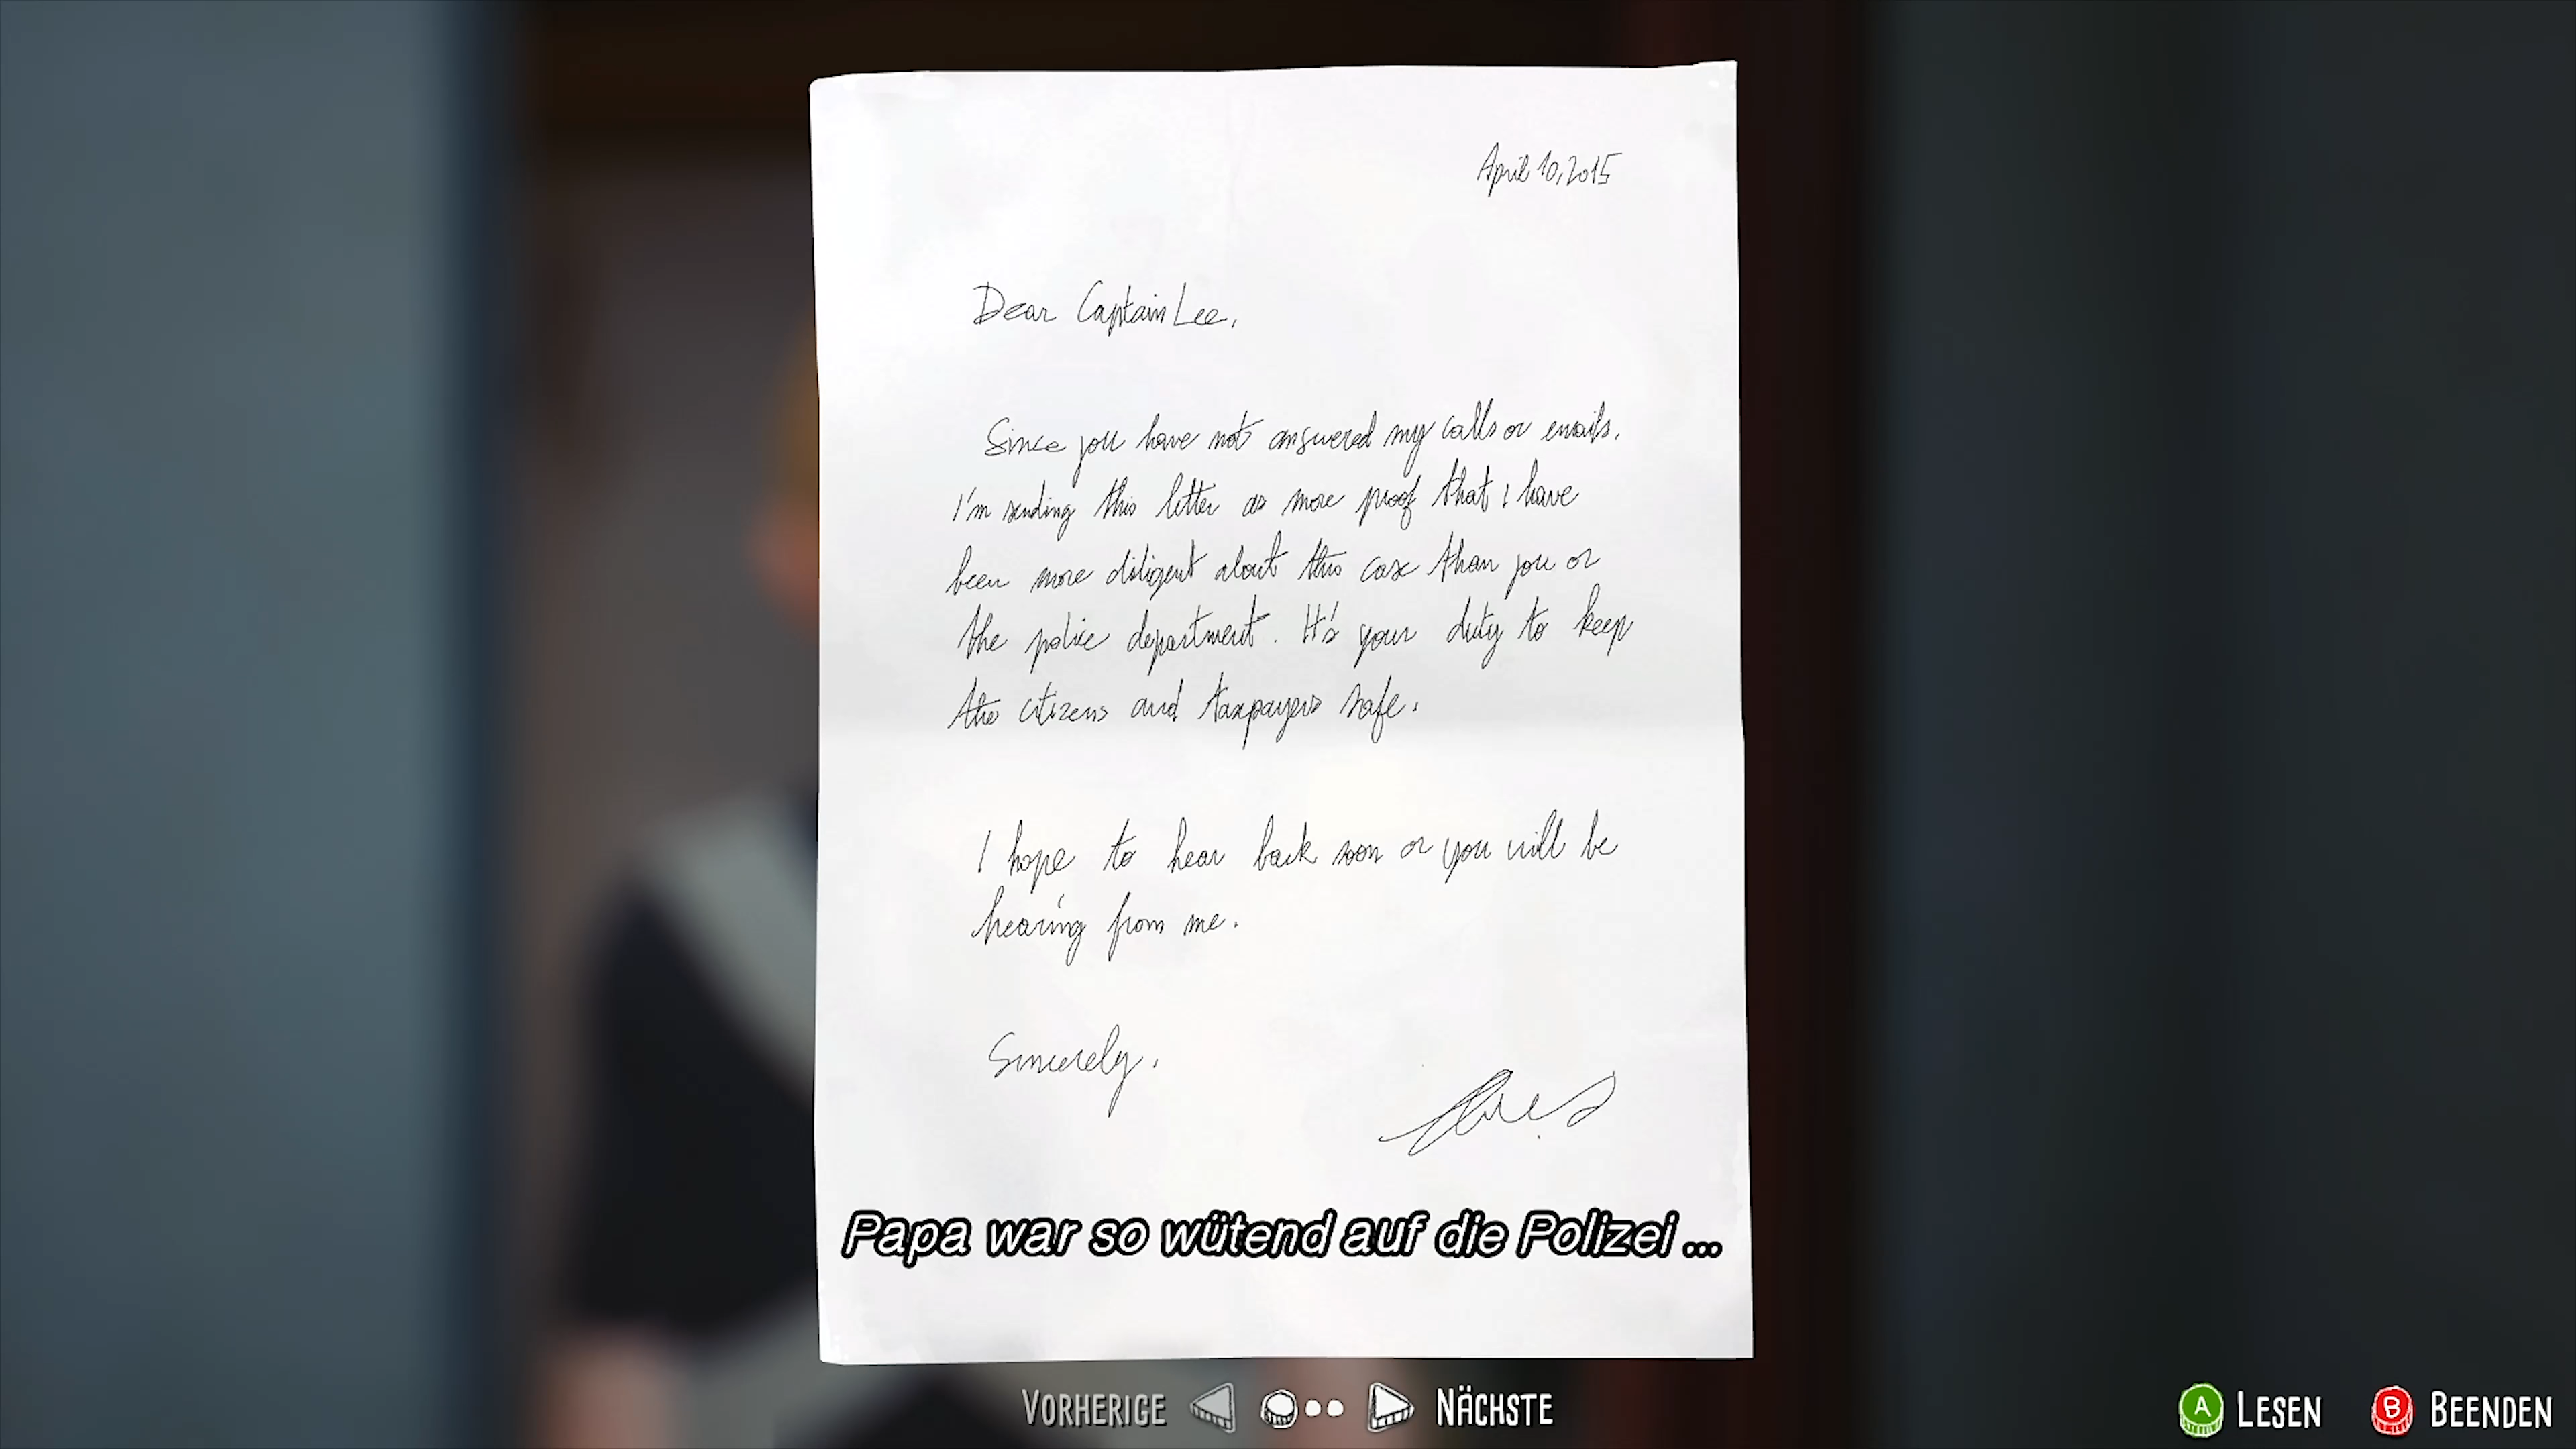 April 10, 2015
Dear Captain Lee,
Since you have not answered my calls or emails,
I'm sending this letter as more proof that I have
been more diligent about this case than you or
the police department. It's your duty to keep
the citizens and taxpayers safe.
I hope to hear back soon or you will be
hearing from me.
Sincerely,
Papa war so wütend auf die Polizei ...
VORHERIGE NÄCHSTE
A LESEN B BEENDEN